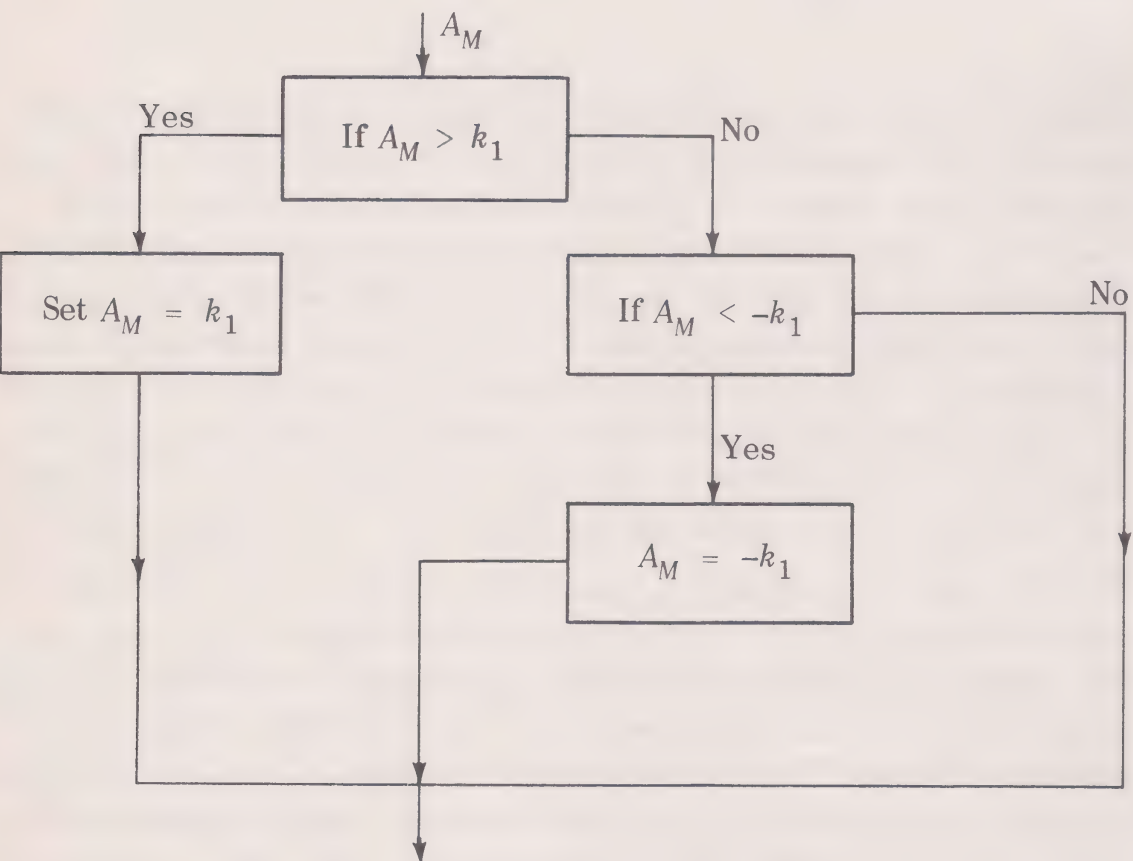 A_M
Yes
If A_M > k_1
No
Set A_M = k_1
If A_M < -k_1
No
Yes
A_M = -k_1